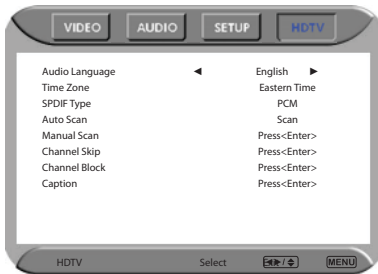 VIDEO AUDIO SETUP HDTV
Audio Language ◀ English ▶
Time Zone Eastern Time
SPDIF Type PCM
Auto Scan Scan
Manual Scan Press<Enter>
Channel Skip Press<Enter>
Channel Block Press<Enter>
Caption Press<Enter>
HDTV Select MENU